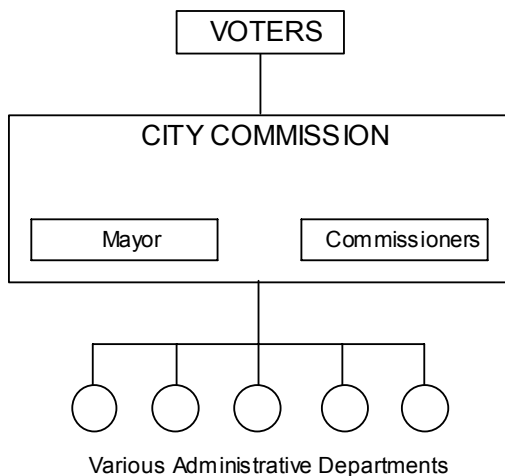 VOTERS
CITY COMMISSION
Mayor
Commissioners
Various Administrative Departments